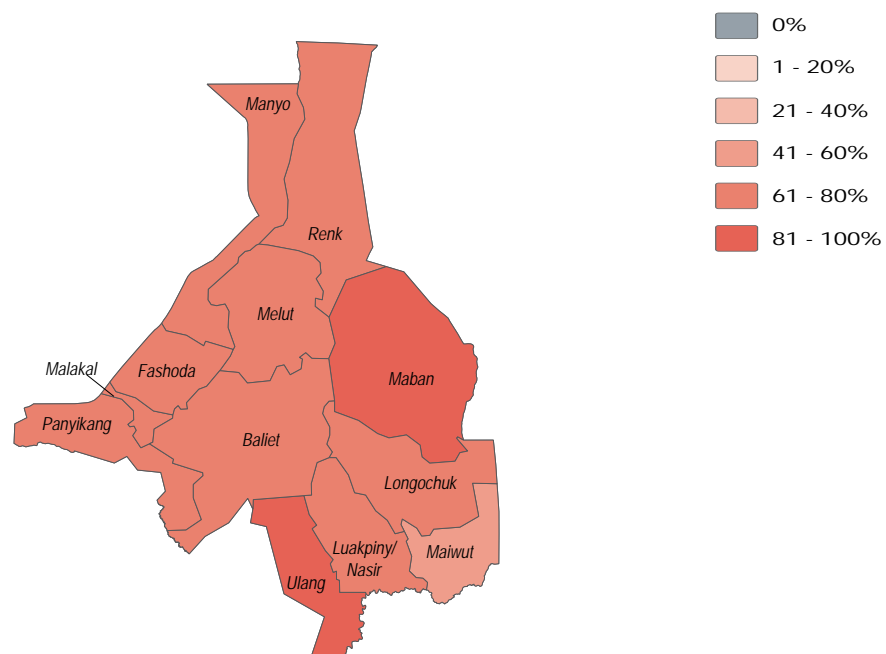 0%
1 - 20%
21 - 40%
41 - 60%
61 - 80%
81 - 100%
Manyo
Renk
Melut
Malakal
Fashoda
Maban
Panyikang
Baliet
Longochuk
Luakpiny/
Nasir
Maiwut
Ulang